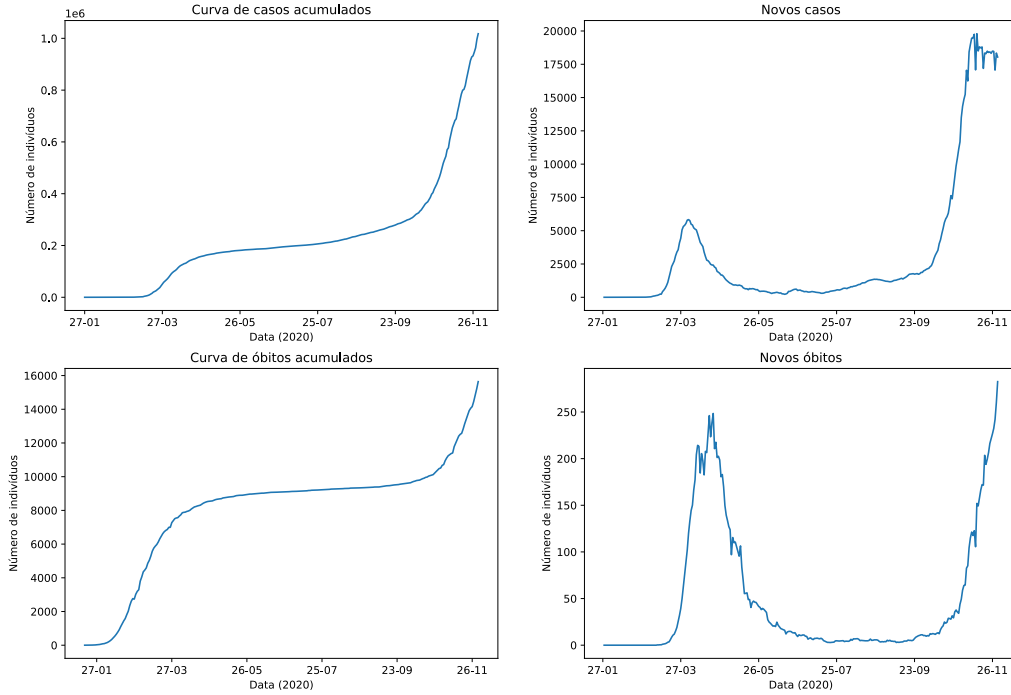 Curva de casos acumulados
1e6
Número de indivíduos
1.0
0.8
0.6
0.4
0.2
0.0
27-01 27-03 26-05 25-07 23-09 26-11
Data (2020)
Novos casos
Número de indivíduos
20000
17500
15000
12500
10000
7500
5000
2500
0
27-01 27-03 26-05 25-07 23-09 26-11
Data (2020)
Curva de óbitos acumulados
Número de indivíduos
16000
14000
12000
10000
8000
6000
4000
2000
0
27-01 27-03 26-05 25-07 23-09 26-11
Data (2020)
Novos óbitos
Número de indivíduos
250
200
150
100
50
0
27-01 27-03 26-05 25-07 23-09 26-11
Data (2020)